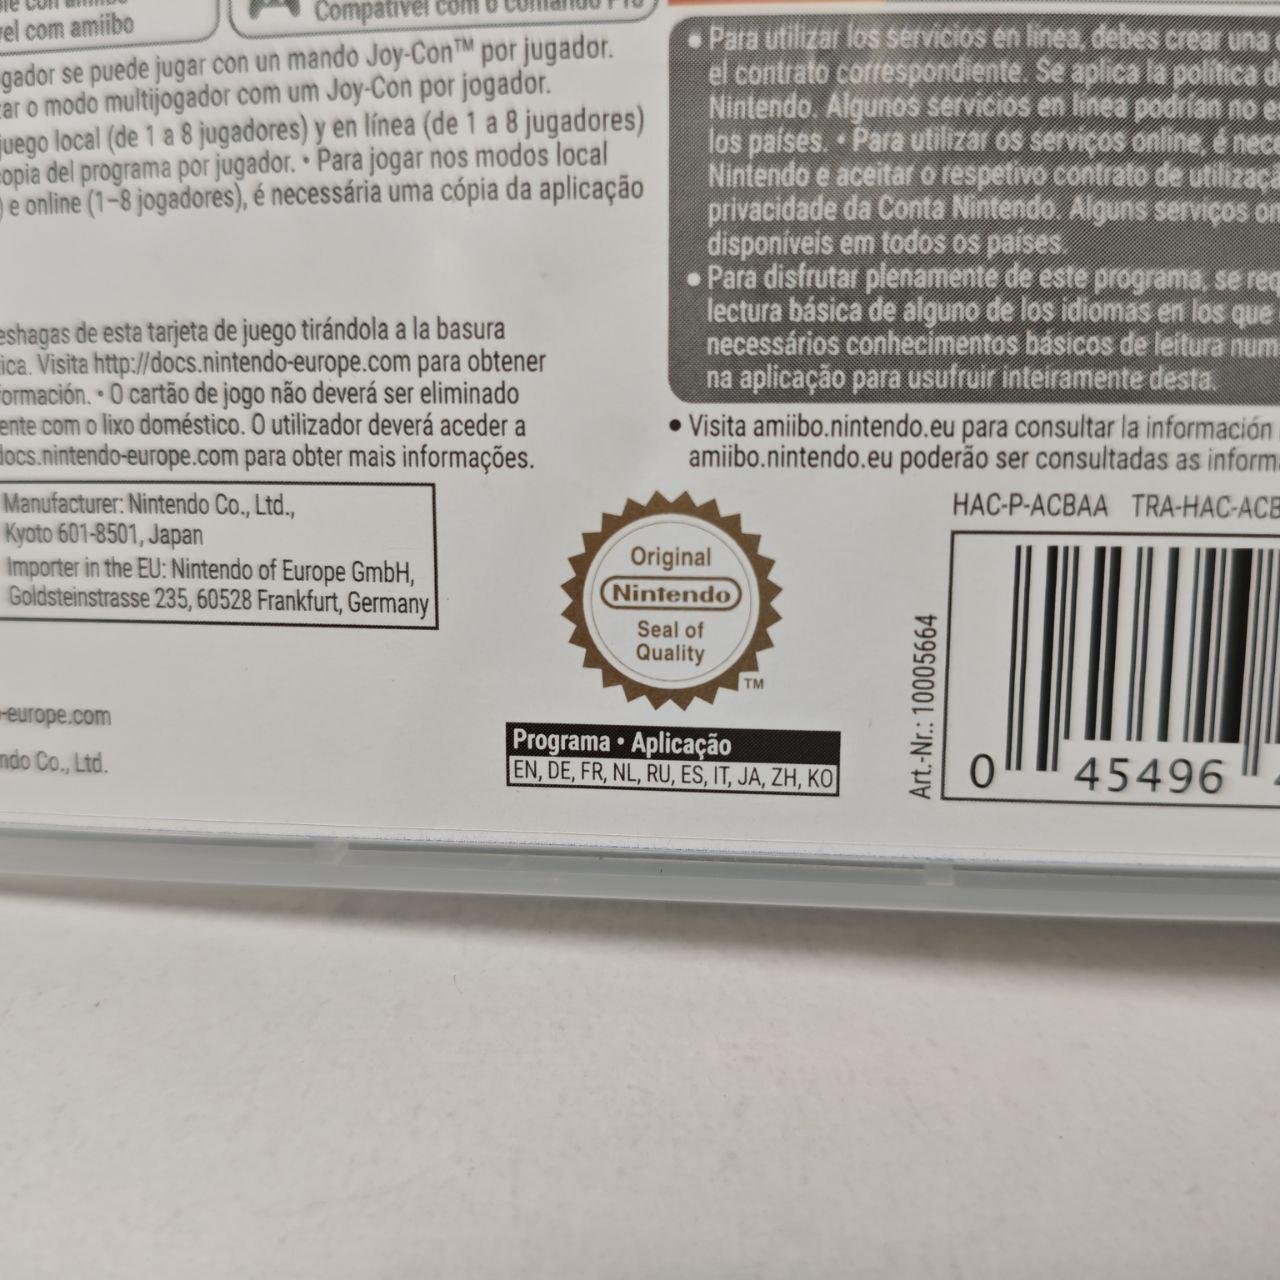 vel com amiibo
Compatível com o comando Pro
gador se puede jugar con un mando Joy-Con™ por jugador.
ar o modo multijogador com um Joy-Con por jogador.
juego local (de 1 a 8 jugadores) y en línea (de 1 a 8 jugadores)
opia del programa por jugador. • Para jogar nos modos local
) e online (1–8 jogadores), é necessária uma cópia da aplicação
eshagas de esta tarjeta de juego tirándola a la basura
ica. Visita http://docs.nintendo-europe.com para obtener
formación. • O cartão de jogo não deverá ser eliminado
ente com o lixo doméstico. O utilizador deverá aceder a
docs.nintendo-europe.com para obter mais informações.
Manufacturer: Nintendo Co., Ltd.,
Kyoto 601-8501, Japan
Importer in the EU: Nintendo of Europe GmbH,
Goldsteinstrasse 235, 60528 Frankfurt, Germany
-europe.com
ndo Co., Ltd.
• Para utilizar los servicios en línea, debes crear una
el contrato correspondiente. Se aplica la política d
Nintendo. Algunos servicios en línea podrían no e
los países. • Para utilizar os serviços online, é nec
Nintendo e aceitar o respetivo contrato de utilizaçã
privacidade da Conta Nintendo. Alguns serviços on
disponíveis em todos os países.
• Para disfrutar plenamente de este programa, se req
lectura básica de alguno de los idiomas en los que
necessários conhecimentos básicos de leitura num
na aplicação para usufruir inteiramente desta.
• Visita amiibo.nintendo.eu para consultar la información
amiibo.nintendo.eu poderão ser consultadas as inform
Original
Nintendo
Seal of
Quality
TM
Programa • Aplicação
EN, DE, FR, NL, RU, ES, IT, JA, ZH, KO
HAC-P-ACBAA TRA-HAC-ACB
Art.-Nr.: 10005664
0 45496